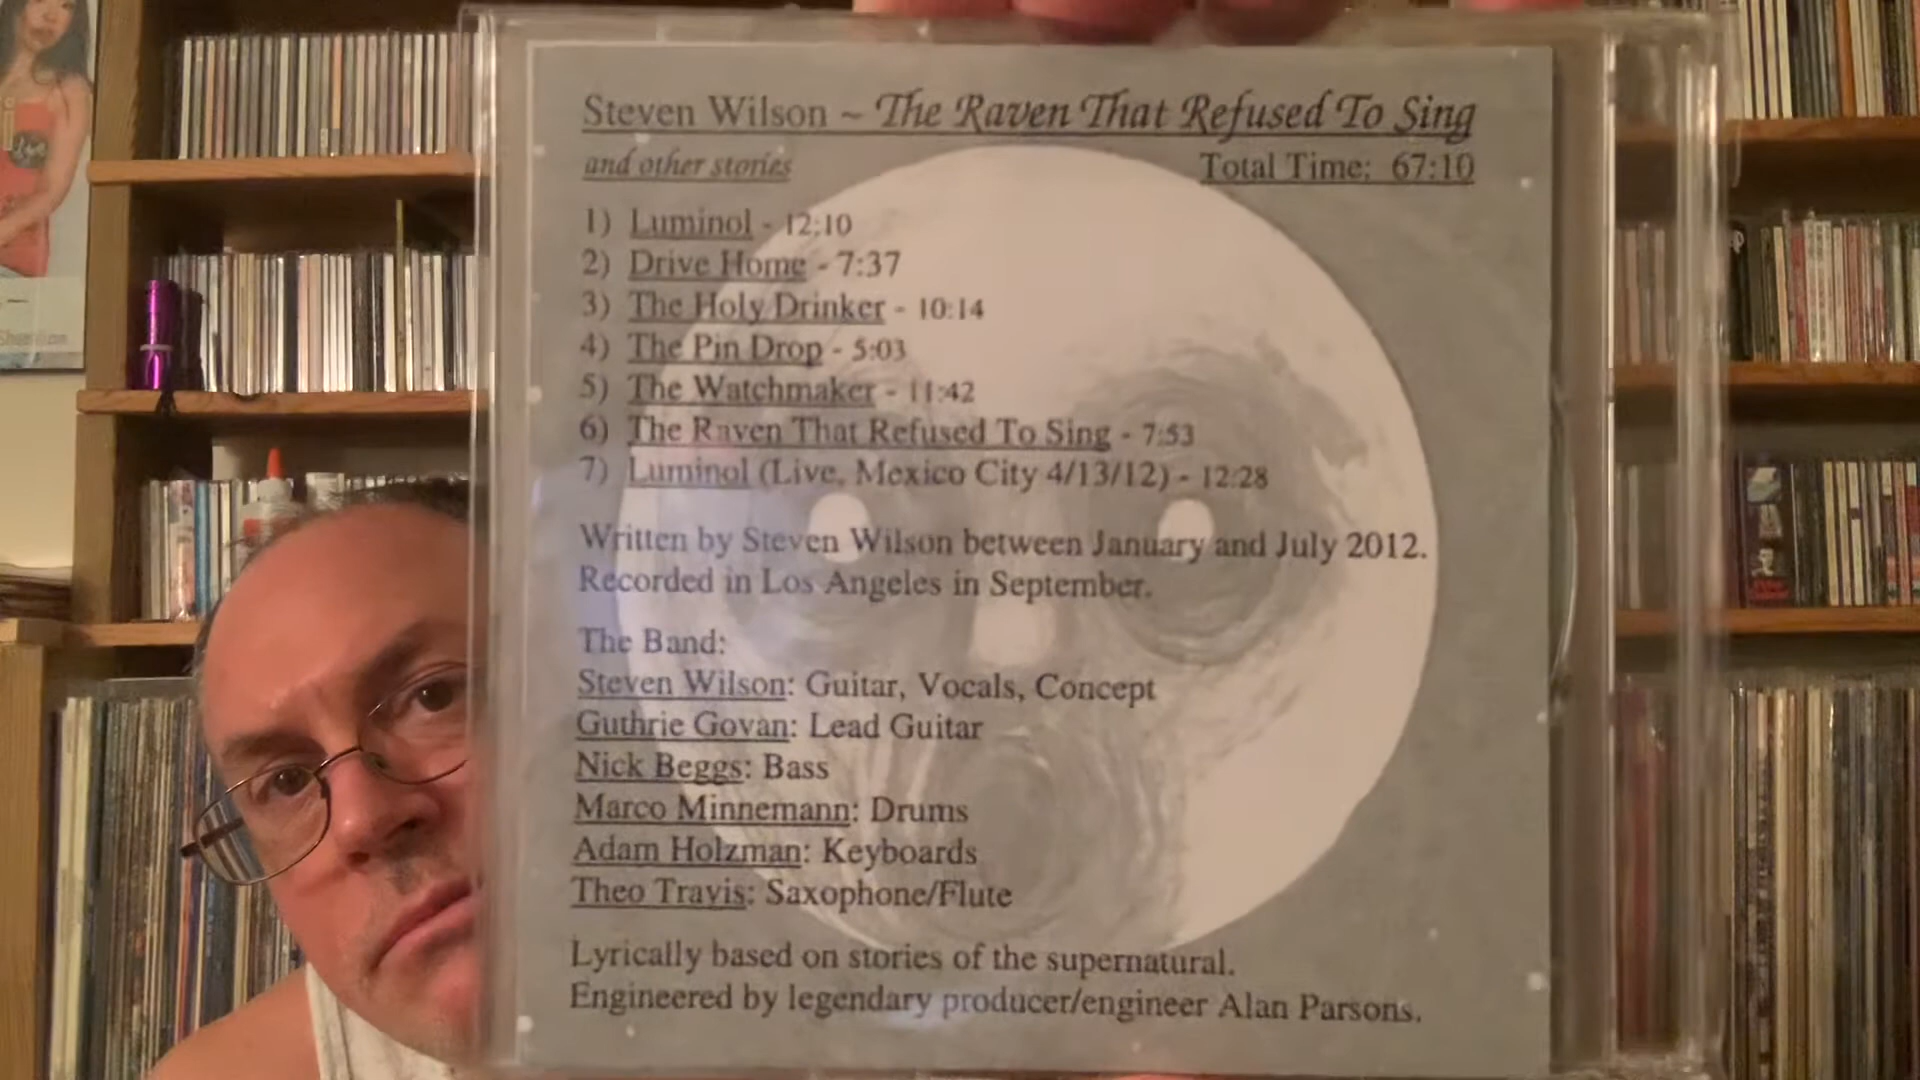 Steven Wilson ~ The Raven That Refused To Sing
and other stories Total Time: 67:10
1) Luminol - 12:10
2) Drive Home - 7:37
3) The Holy Drinker - 10:14
4) The Pin Drop - 5:03
5) The Watchmaker - 11:42
6) The Raven That Refused To Sing - 7:53
7) Luminol (Live, Mexico City 4/13/12) - 12:28
Written by Steven Wilson between January and July 2012.
Recorded in Los Angeles in September.
The Band:
Steven Wilson: Guitar, Vocals, Concept
Guthrie Govan: Lead Guitar
Nick Beggs: Bass
Marco Minnemann: Drums
Adam Holzman: Keyboards
Theo Travis: Saxophone/Flute
Lyrically based on stories of the supernatural.
Engineered by legendary producer/engineer Alan Parsons.